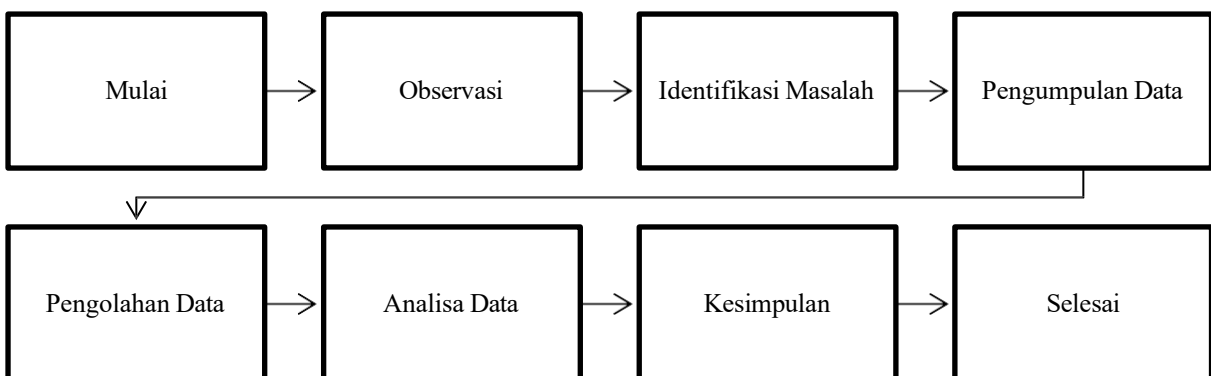 Mulai
Observasi
Identifikasi Masalah
Pengumpulan Data
Pengolahan Data
Analisa Data
Kesimpulan
Selesai